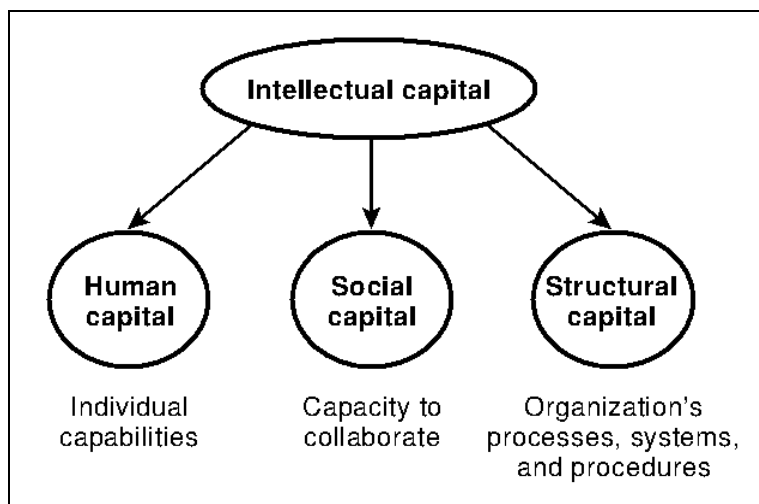 Intellectual capital
Human
capital
Social
capital
Structural
capital
Individual
capabilities
Capacity to
collaborate
Organization's
processes, systems,
and procedures